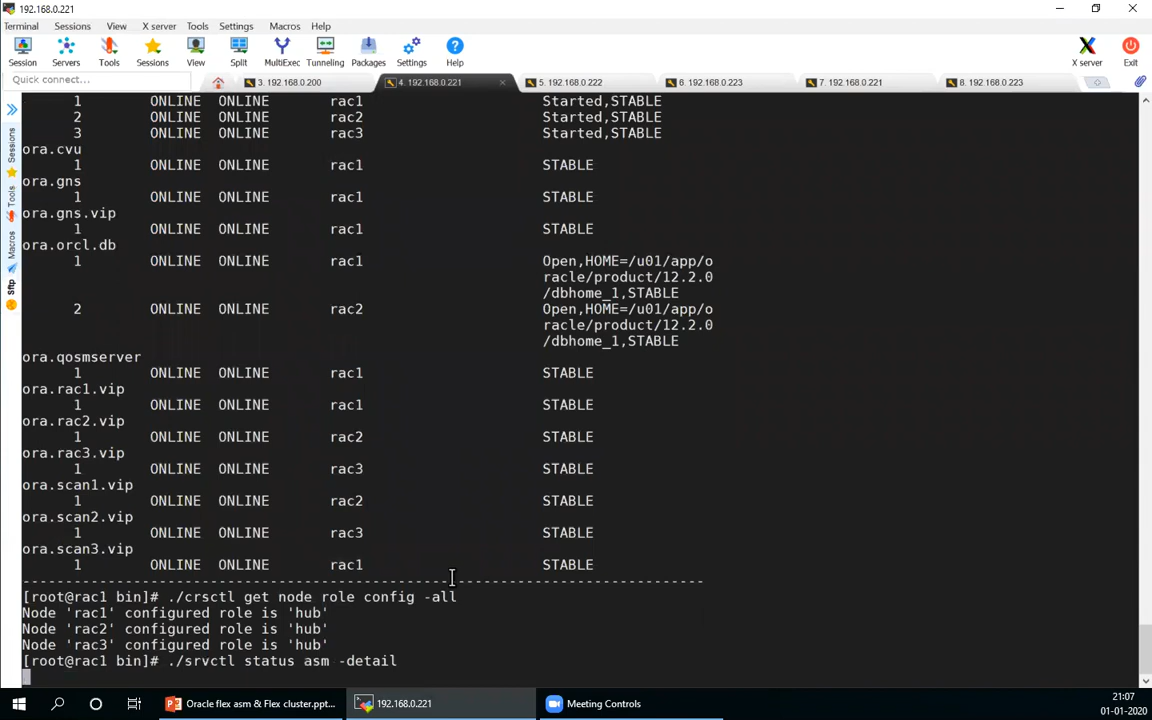 192.168.0.221
Terminal Sessions View X server Tools Settings Macros Help
Session Servers Tools Sessions View Split MultiExec Tunneling Packages Settings Help X server Exit
Quick connect...
3. 192.168.0.200
4. 192.168.0.221
5. 192.168.0.222
6. 192.168.0.223
7. 192.168.0.221
8. 192.168.0.223
Sessions
Tools
Macros
Sftp
1 ONLINE ONLINE rac1 Started,STABLE
2 ONLINE ONLINE rac2 Started,STABLE
3 ONLINE ONLINE rac3 Started,STABLE
ora.cvu
1 ONLINE ONLINE rac1 STABLE
ora.gns
1 ONLINE ONLINE rac1 STABLE
ora.gns.vip
1 ONLINE ONLINE rac1 STABLE
ora.orcl.db
1 ONLINE ONLINE rac1 Open,HOME=/u01/app/o
racle/product/12.2.0
/dbhome_1,STABLE
2 ONLINE ONLINE rac2 Open,HOME=/u01/app/o
racle/product/12.2.0
/dbhome_1,STABLE
ora.qosmserver
1 ONLINE ONLINE rac1 STABLE
ora.rac1.vip
1 ONLINE ONLINE rac1 STABLE
ora.rac2.vip
1 ONLINE ONLINE rac2 STABLE
ora.rac3.vip
1 ONLINE ONLINE rac3 STABLE
ora.scan1.vip
1 ONLINE ONLINE rac2 STABLE
ora.scan2.vip
1 ONLINE ONLINE rac3 STABLE
ora.scan3.vip
1 ONLINE ONLINE rac1 STABLE
--------------------------------------------------------------------------------
[root@rac1 bin]# ./crsctl get node role config -all
Node 'rac1' configured role is 'hub'
Node 'rac2' configured role is 'hub'
Node 'rac3' configured role is 'hub'
[root@rac1 bin]# ./srvctl status asm -detail
Oracle flex asm & Flex cluster.ppt...
192.168.0.221
Meeting Controls
21:07
01-01-2020